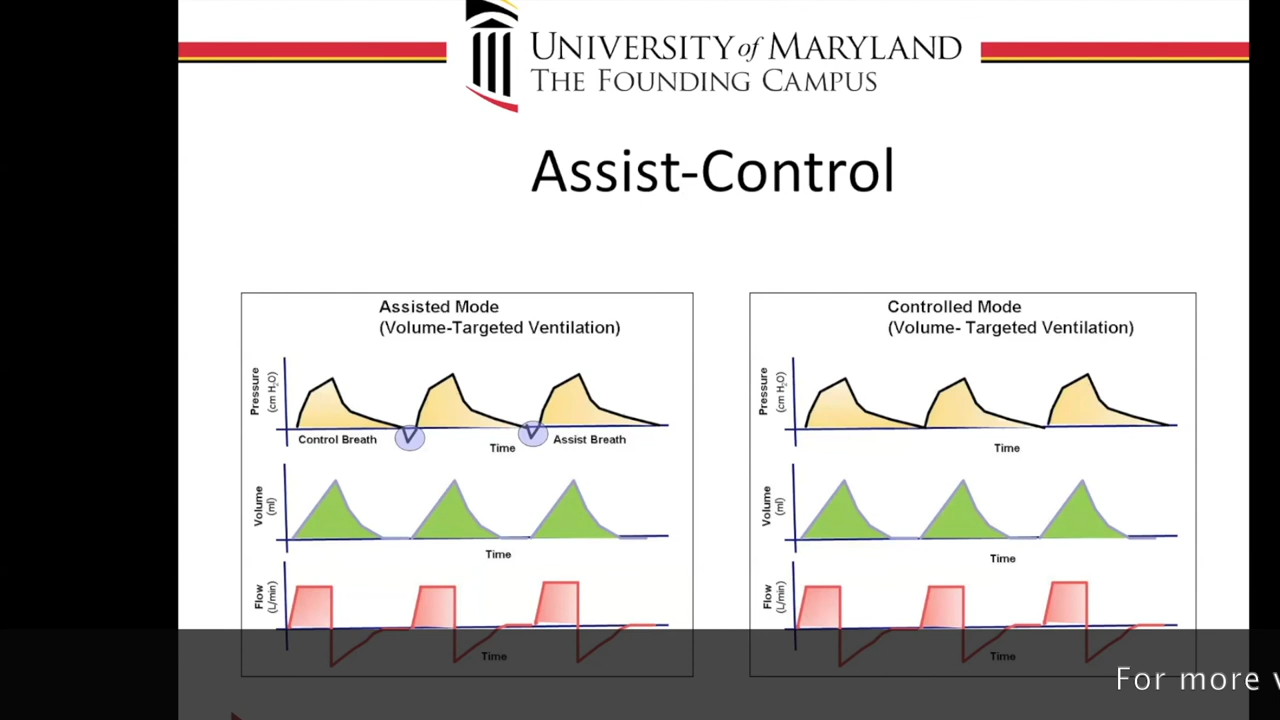 UNIVERSITY of MARYLAND
THE FOUNDING CAMPUS
Assist-Control
Assisted Mode
(Volume-Targeted Ventilation)
Pressure
(cm H₂O)
Control Breath
Time
Assist Breath
Volume
(ml)
Time
Flow
(L/min)
Time
Controlled Mode
(Volume- Targeted Ventilation)
Pressure
(cm H₂O)
Time
Volume
(ml)
Time
Flow
(L/min)
Time
For more